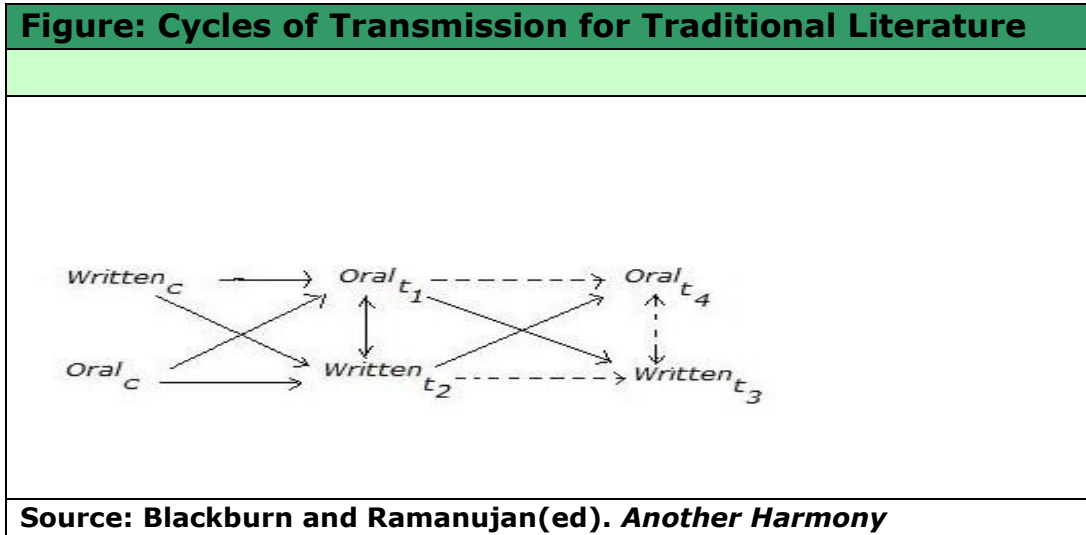 Figure: Cycles of Transmission for Traditional Literature
Written c Oral t1 Oral t4
Oral c Written t2 Written t3
Source: Blackburn and Ramanujan(ed). Another Harmony